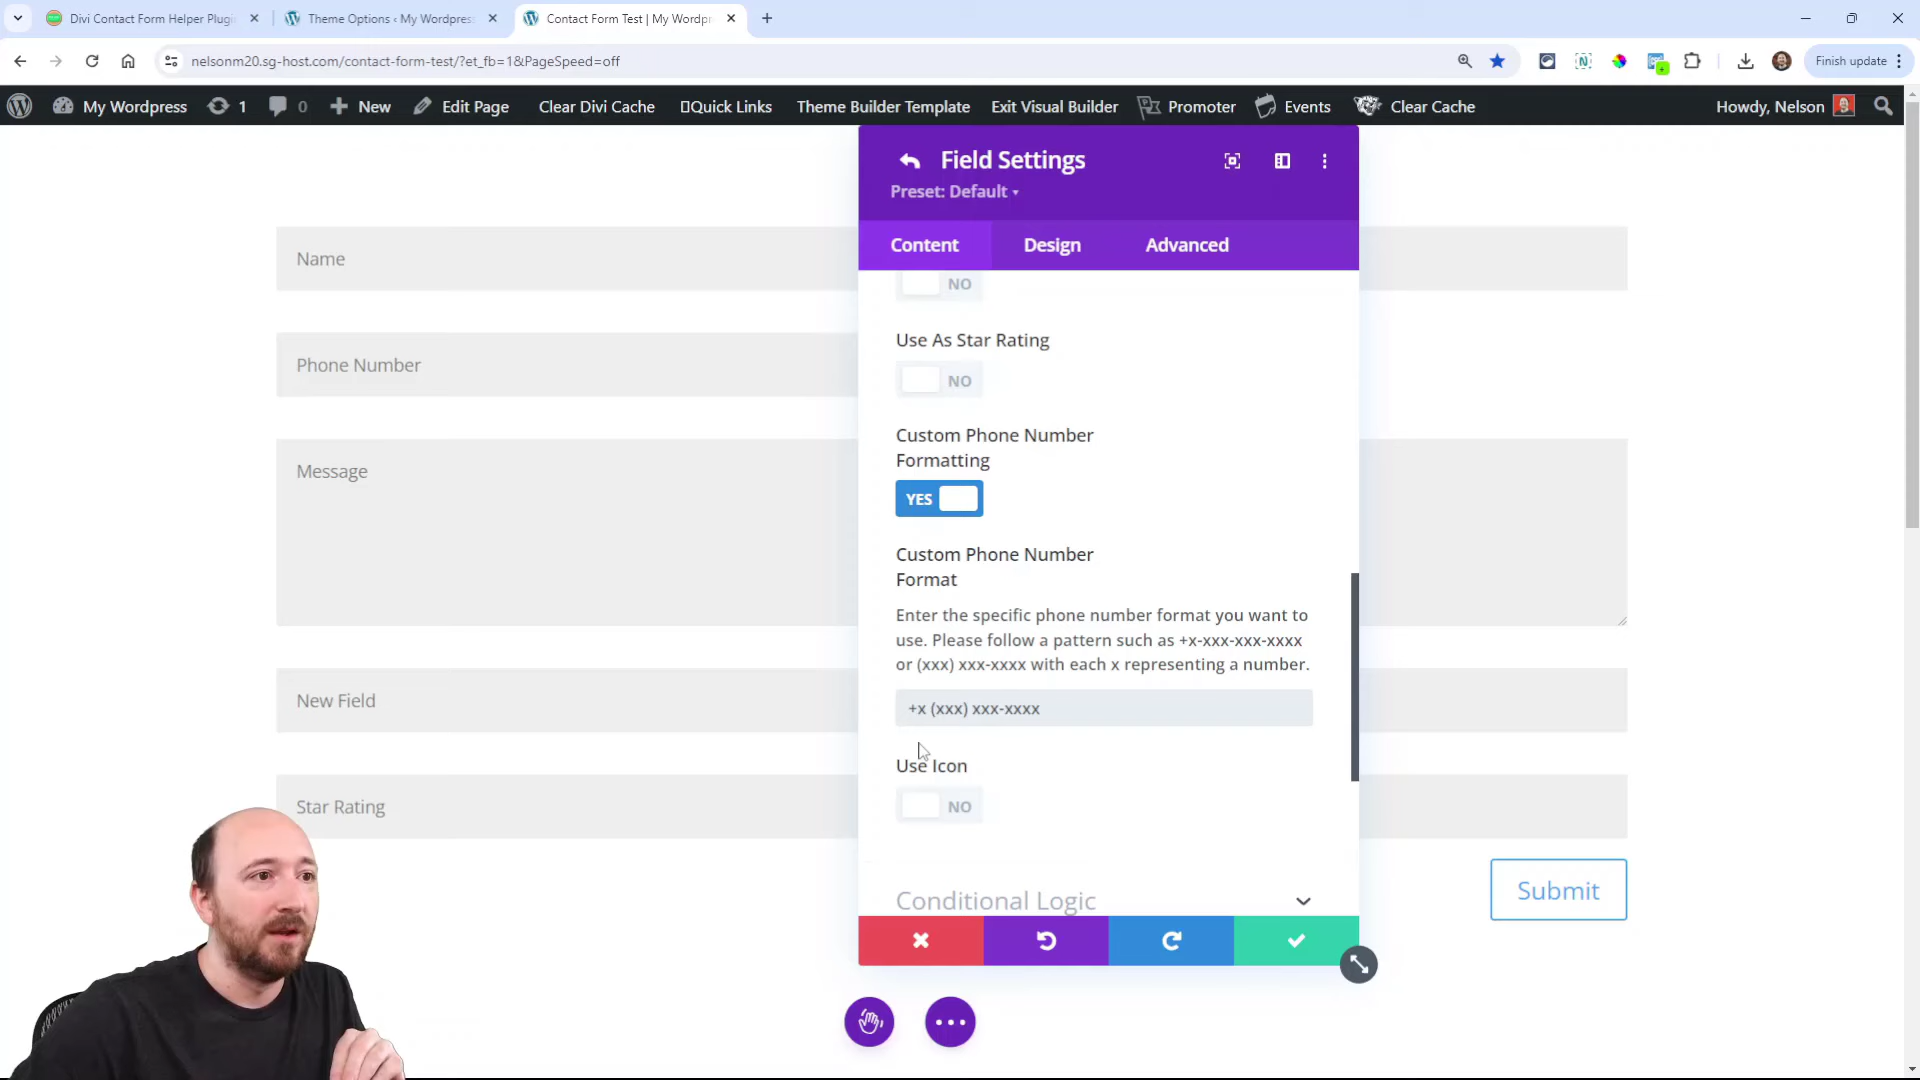 Divi Contact Form Helper Plugi
Theme Options ‹ My Wordpress
Contact Form Test | My Wordpr
nelsonm20.sg-host.com/contact-form-test/?et_fb=1&PageSpeed=off
Finish update
My Wordpress 1 0 New Edit Page Clear Divi Cache Quick Links Theme Builder Template Exit Visual Builder Promoter Events Clear Cache Howdy, Nelson
Field Settings
Preset: Default
Content Design Advanced
NO
Use As Star Rating
NO
Custom Phone Number
Formatting
YES
Custom Phone Number
Format
Enter the specific phone number format you want to
use. Please follow a pattern such as +x-xxx-xxx-xxxx
or (xxx) xxx-xxxx with each x representing a number.
+x (xxx) xxx-xxxx
Use Icon
NO
Conditional Logic
Name
Phone Number
Message
New Field
Star Rating
Submit